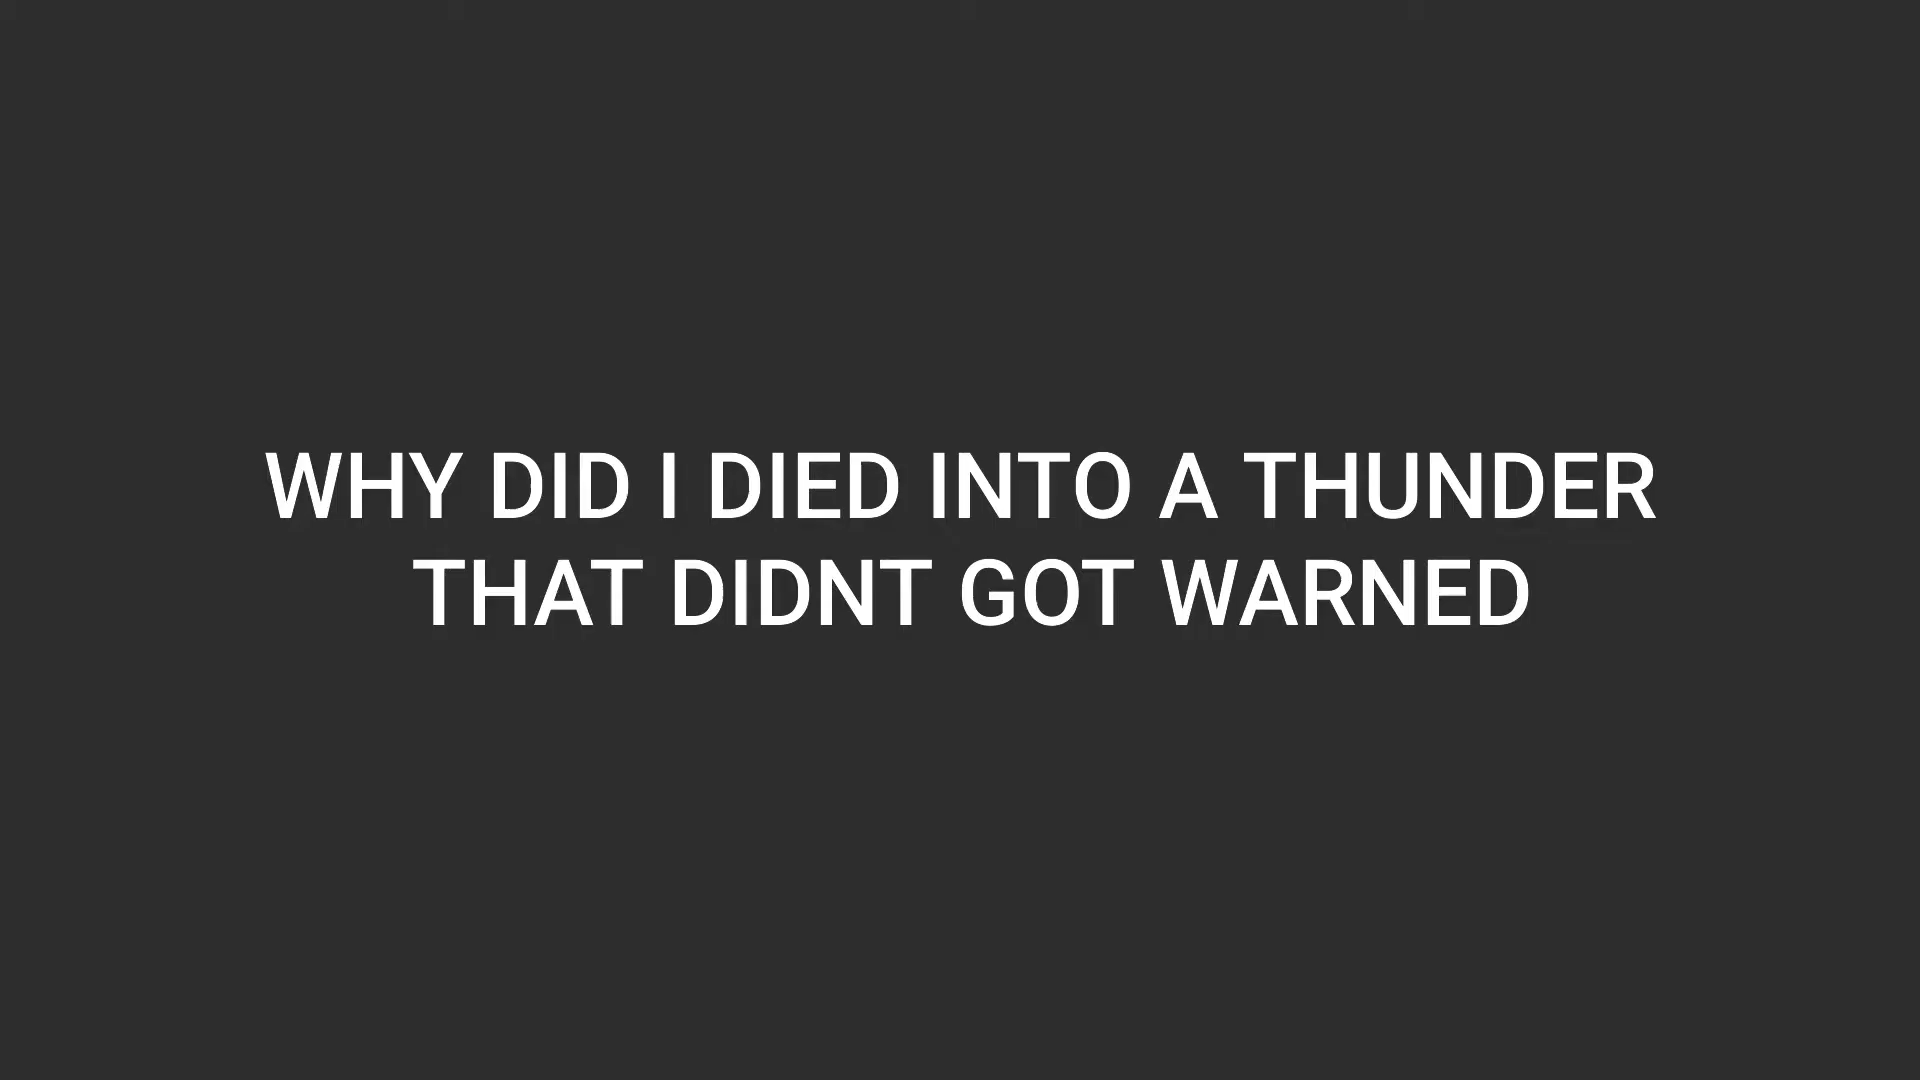 WHY DID I DIED INTO A THUNDER
THAT DIDNT GOT WARNED